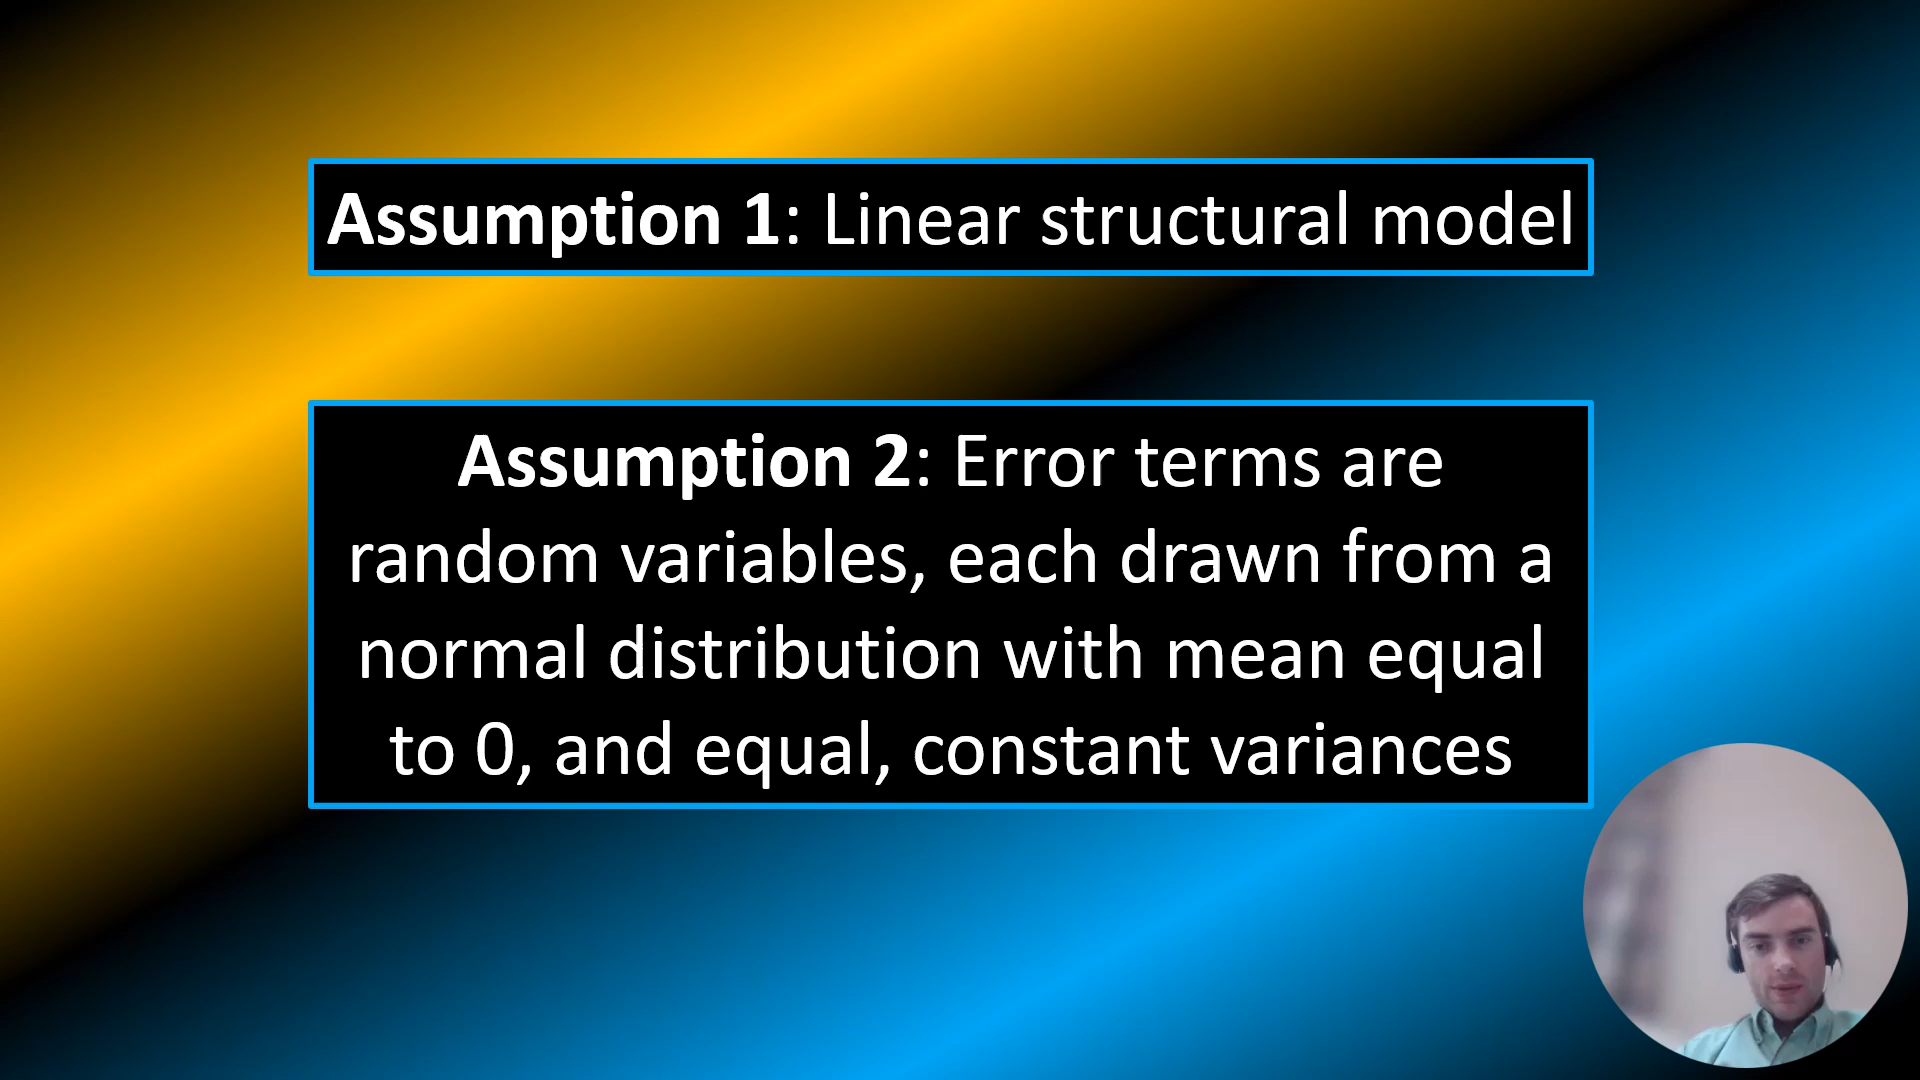 Assumption 1: Linear structural model
Assumption 2: Error terms are
random variables, each drawn from a
normal distribution with mean equal
to 0, and equal, constant variances